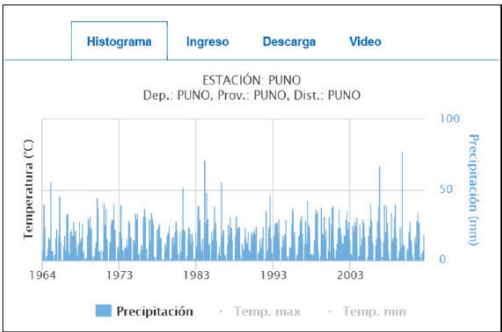 Histograma Ingreso Descarga Video
ESTACIÓN: PUNO
Dep.: PUNO, Prov.: PUNO, Dist.: PUNO
Temperatura (°C)
100
50
0
Precipitación (mm)
1964 1973 1983 1993 2003
Precipitación · Temp. max · Temp. min